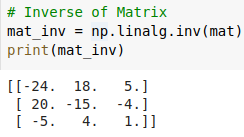 # Inverse of Matrix
mat_inv = np.linalg.inv(mat)
print(mat_inv)
[[-24.  18.   5.]
 [ 20. -15.  -4.]
 [ -5.   4.   1.]]